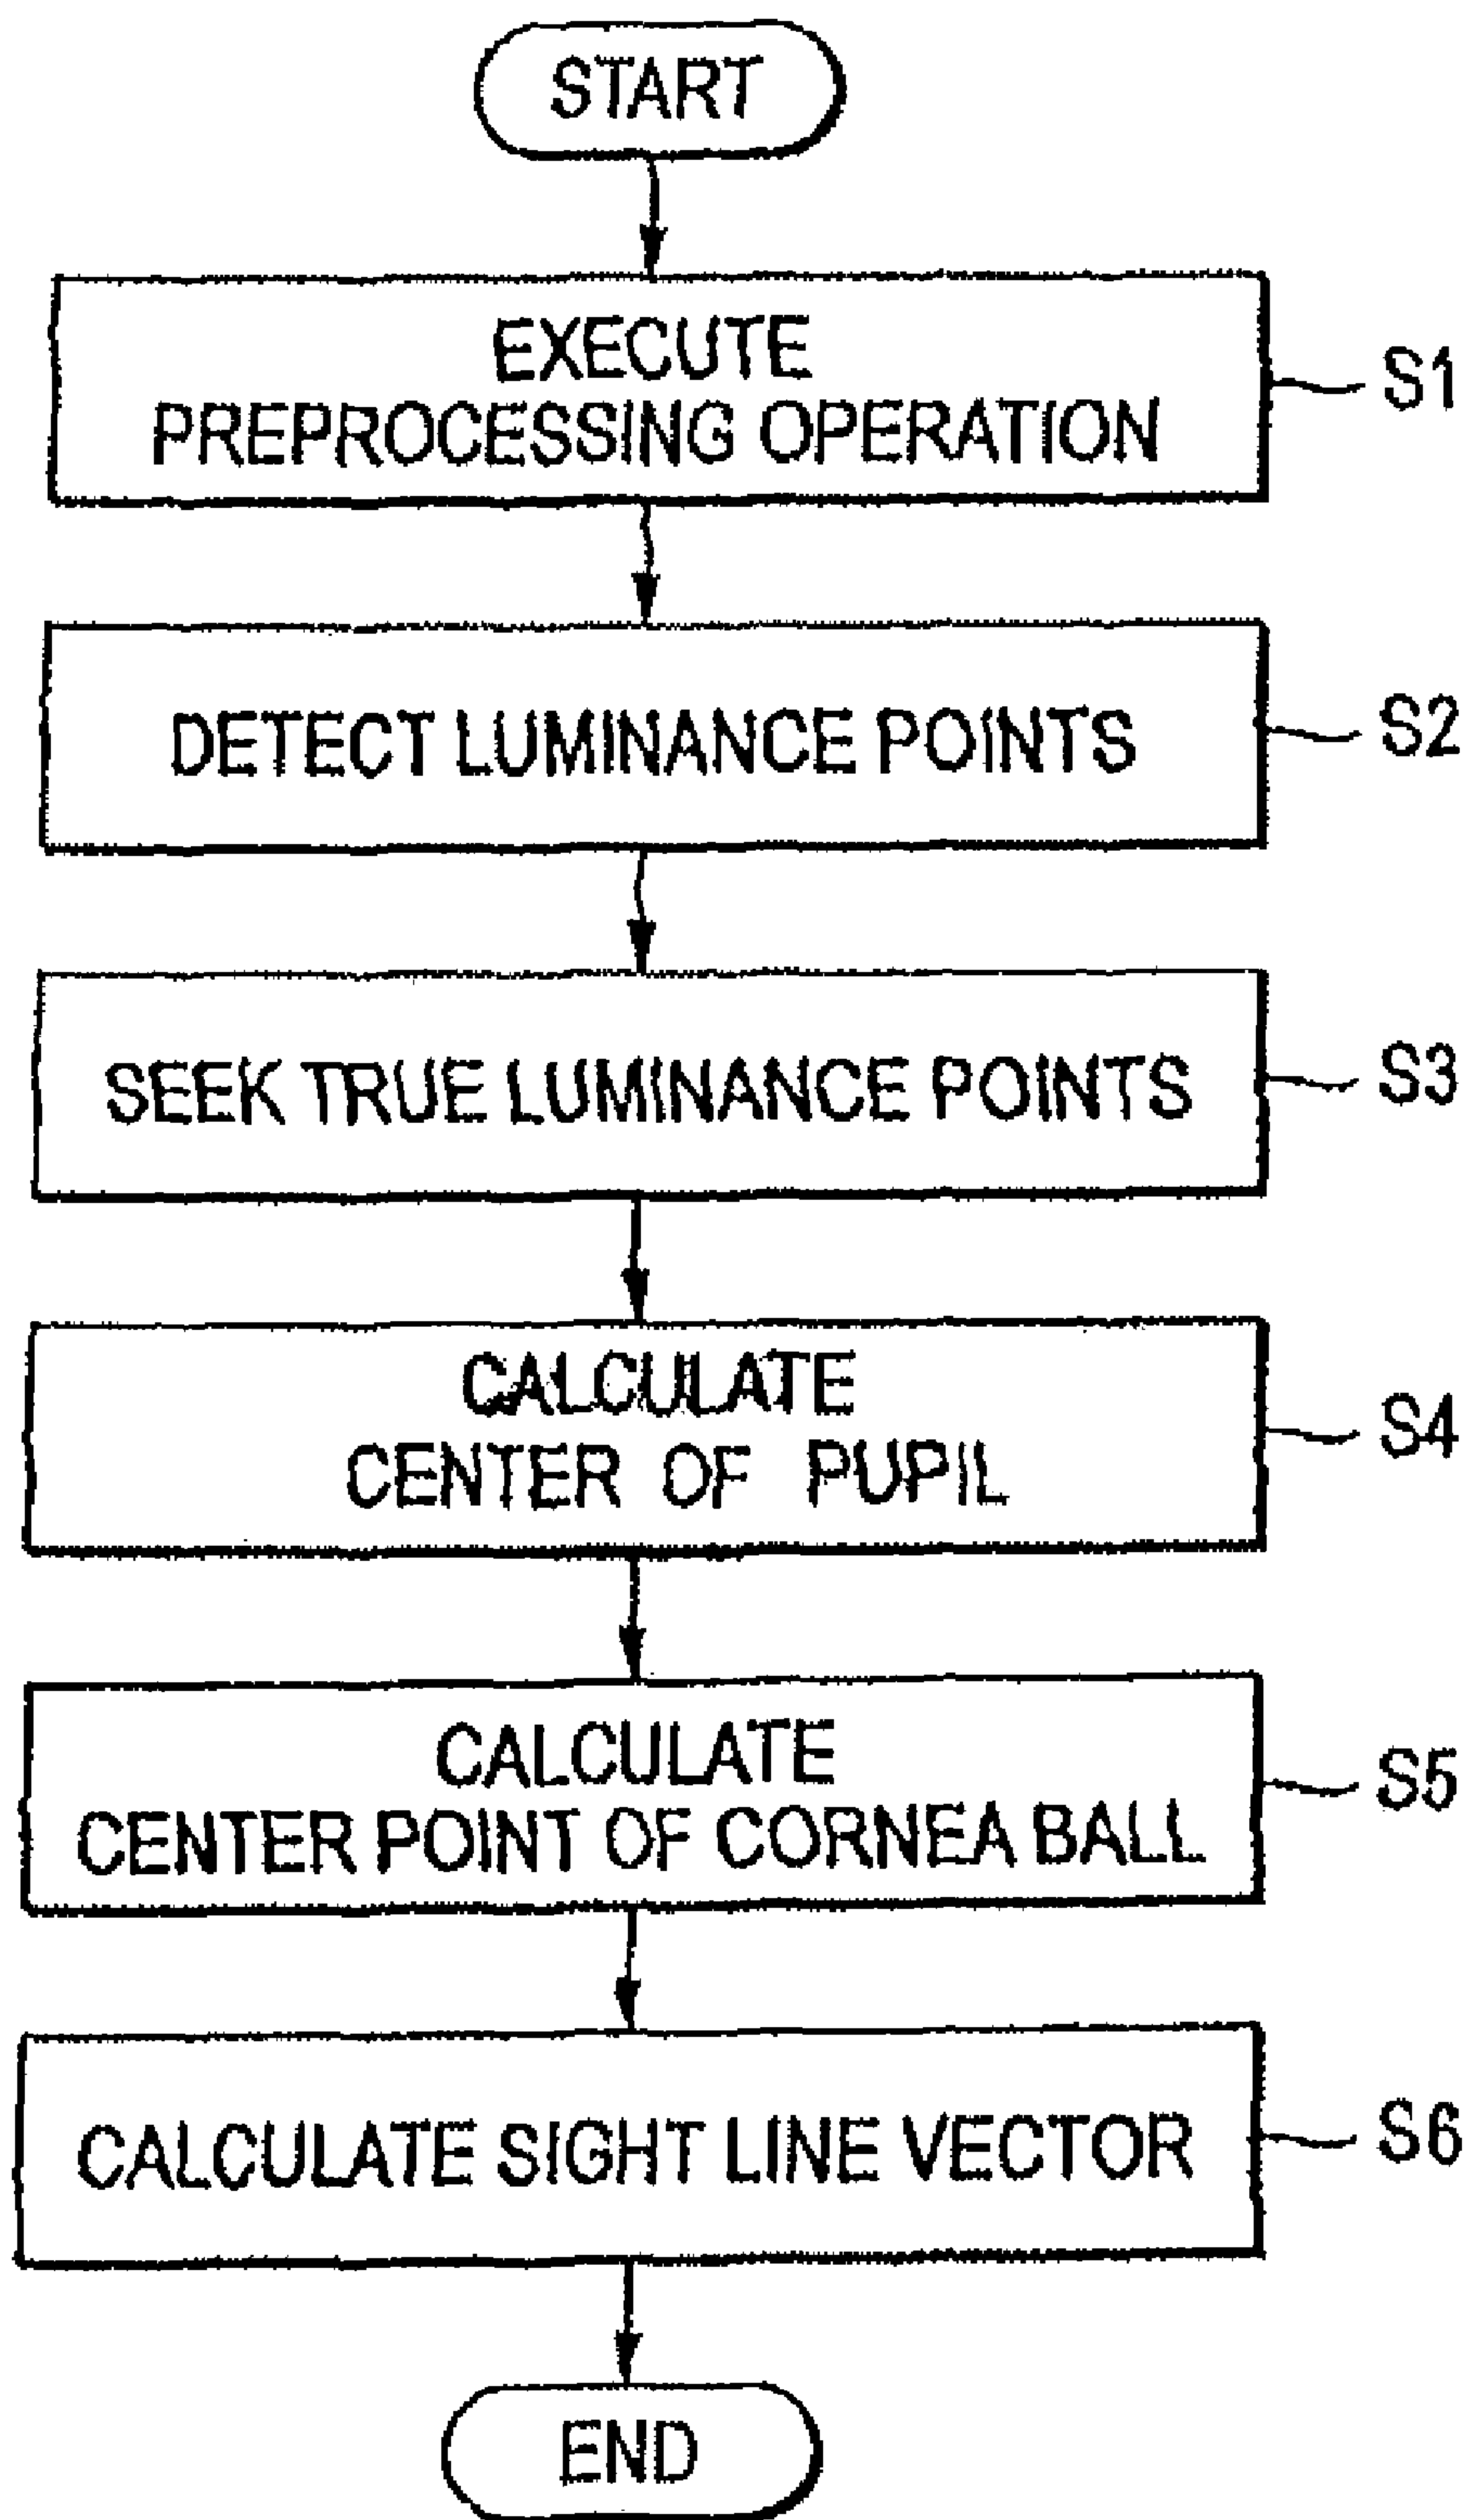 START
EXECUTE
PREPROCESSING OPERATION
S1
DETECT LUMINANCE POINTS
S2
SEEK TRUE LUMINANCE POINTS
S3
CALCULATE
CENTER OF PUPIL
S4
CALCULATE
CENTER POINT OF CORNEA BALL
S5
CALCULATE SIGHT LINE VECTOR
S6
END